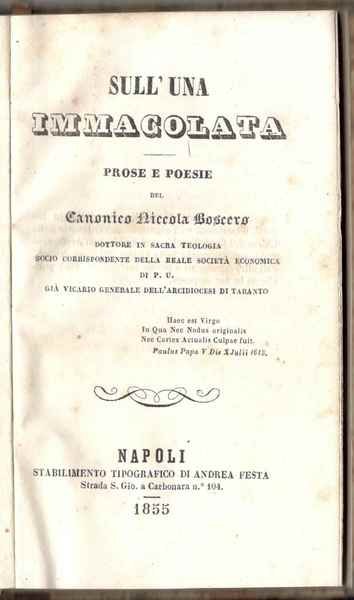 SULL'UNA
IMMACOLATA
PROSE E POESIE
DEL
Canonico Niccola Boscero
DOTTORE IN SACRA TEOLOGIA
SOCIO CORRISPONDENTE DELLA REALE SOCIETÀ ECONOMICA
DI P. U.
GIÀ VICARIO GENERALE DELL'ARCIDIOCESI DI TARANTO
Haec est Virgo
In Qua Nec Nodus originalis
Nec Cortex Actualis Culpae fuit.
Paulus Papa V Die X Julii 1615.
NAPOLI
STABILIMENTO TIPOGRAFICO DI ANDREA FESTA
Strada S. Gio. a Carbonara n.º 104.
1855